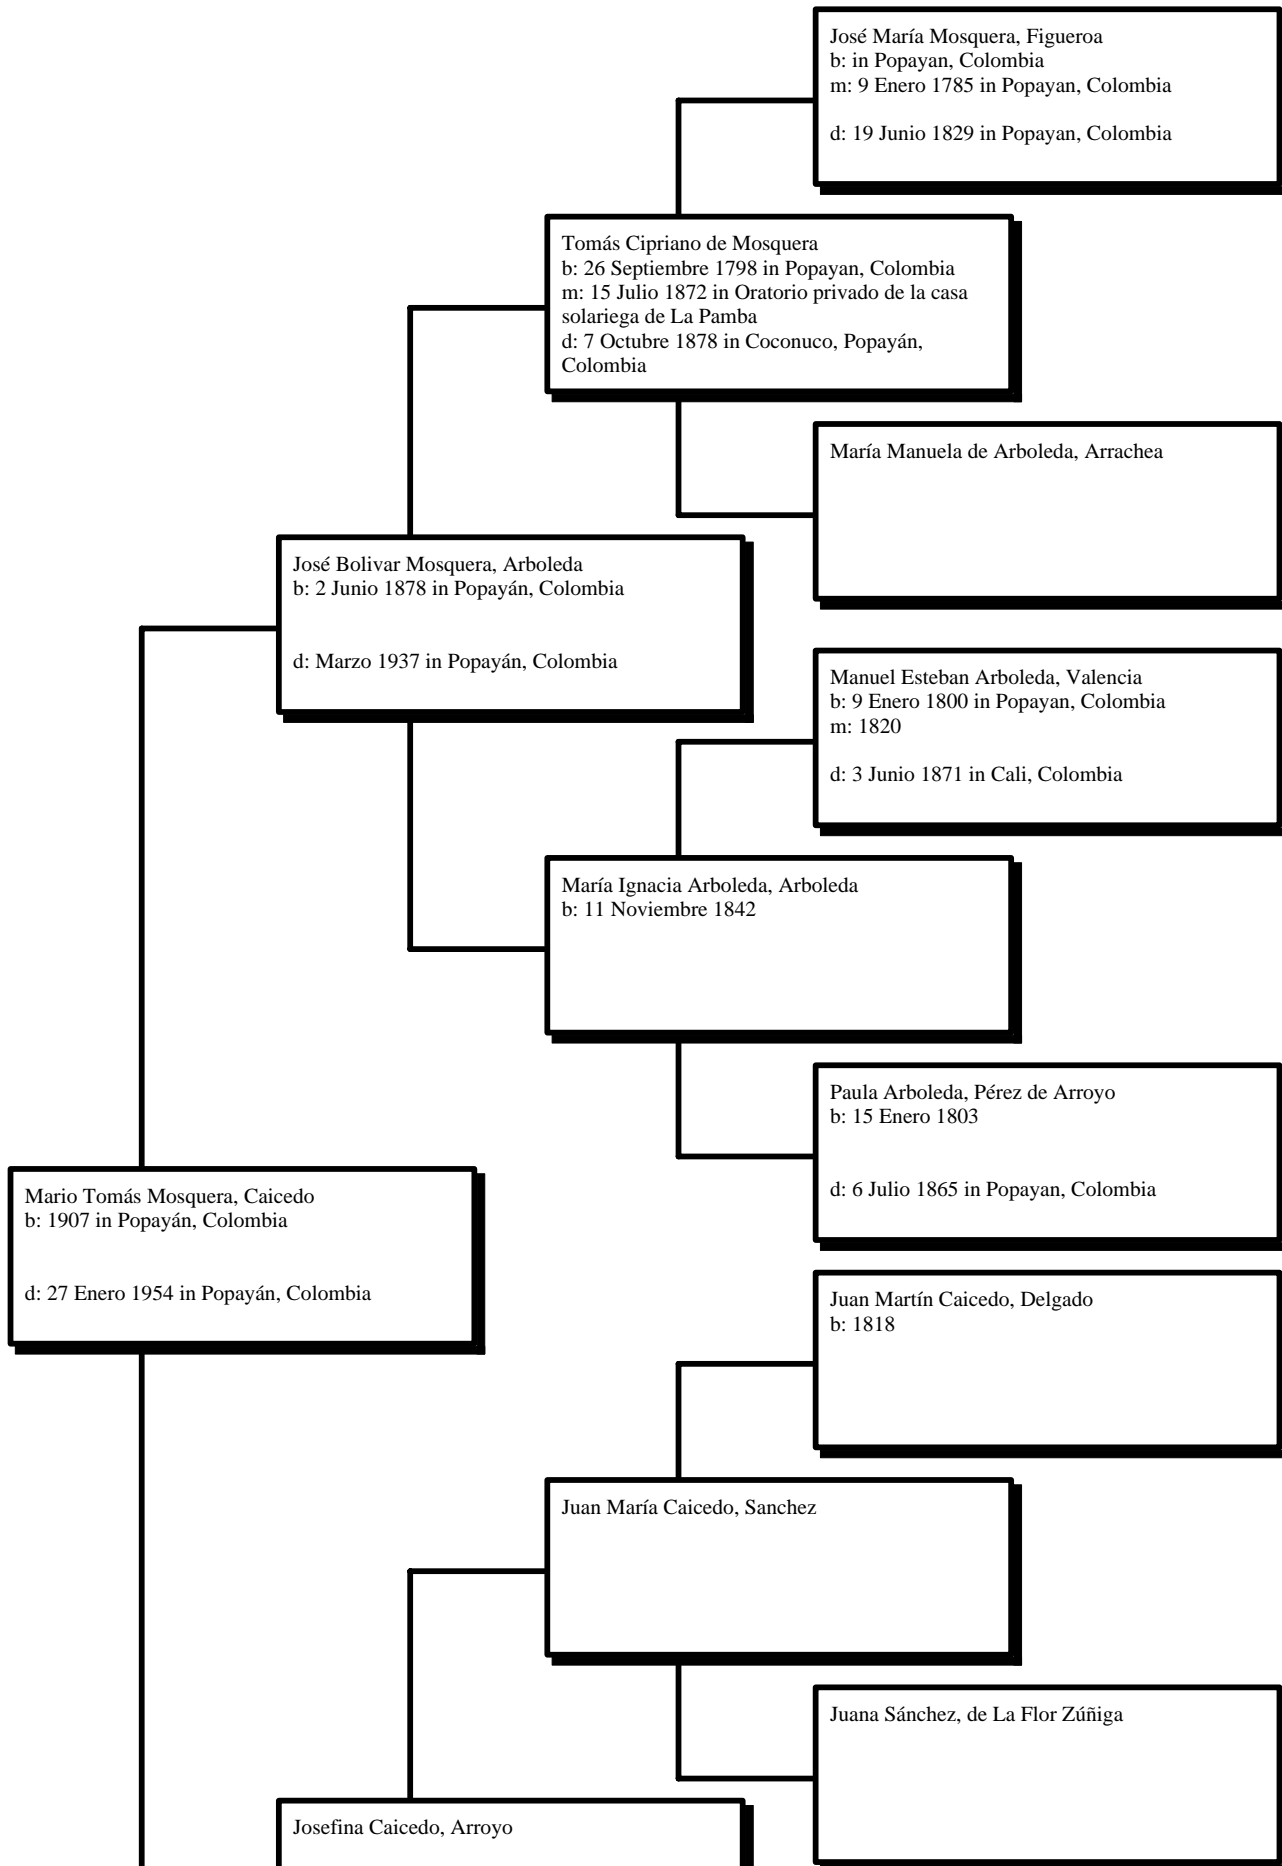 José María Mosquera, Figueroa
b: in Popayan, Colombia
m: 9 Enero 1785 in Popayan, Colombia
d: 19 Junio 1829 in Popayan, Colombia
Tomás Cipriano de Mosquera
b: 26 Septiembre 1798 in Popayan, Colombia
m: 15 Julio 1872 in Oratorio privado de la casa
solariega de La Pamba
d: 7 Octubre 1878 in Coconuco, Popayán,
Colombia
María Manuela de Arboleda, Arrachea
José Bolivar Mosquera, Arboleda
b: 2 Junio 1878 in Popayán, Colombia
d: Marzo 1937 in Popayán, Colombia
Manuel Esteban Arboleda, Valencia
b: 9 Enero 1800 in Popayan, Colombia
m: 1820
d: 3 Junio 1871 in Cali, Colombia
María Ignacia Arboleda, Arboleda
b: 11 Noviembre 1842
Paula Arboleda, Pérez de Arroyo
b: 15 Enero 1803
d: 6 Julio 1865 in Popayan, Colombia
Mario Tomás Mosquera, Caicedo
b: 1907 in Popayán, Colombia
d: 27 Enero 1954 in Popayán, Colombia
Juan Martín Caicedo, Delgado
b: 1818
Juan María Caicedo, Sanchez
Juana Sánchez, de La Flor Zúñiga
Josefina Caicedo, Arroyo